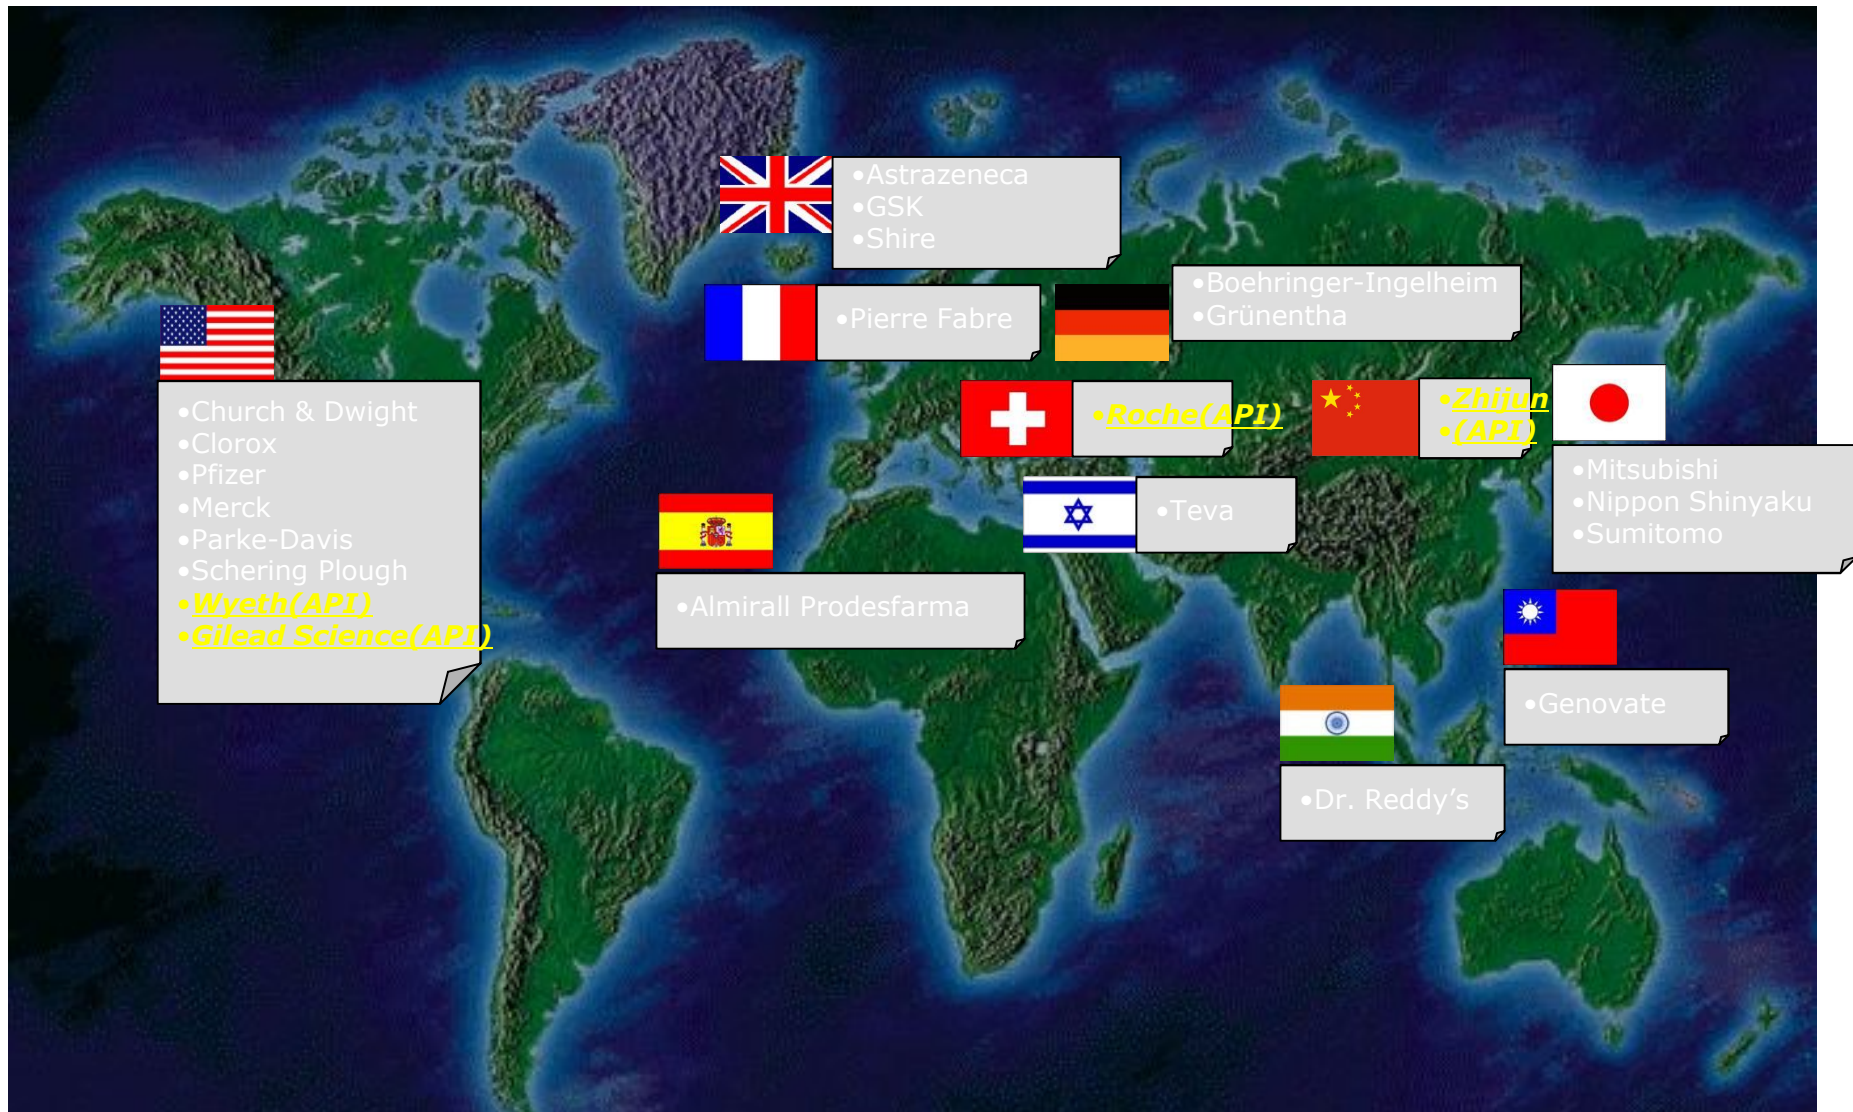 •Astrazeneca
•GSK
•Shire
•Boehringer-Ingelheim
•Grünentha
•Pierre Fabre
•Church & Dwight
•Clorox
•Pfizer
•Merck
•Parke-Davis
•Schering Plough
•Wyeth(API)
•Gilead Science(API)
•Roche(API)
•Zhijun
•(API)
•Mitsubishi
•Nippon Shinyaku
•Sumitomo
•Teva
•Almirall Prodesfarma
•Genovate
•Dr. Reddy’s